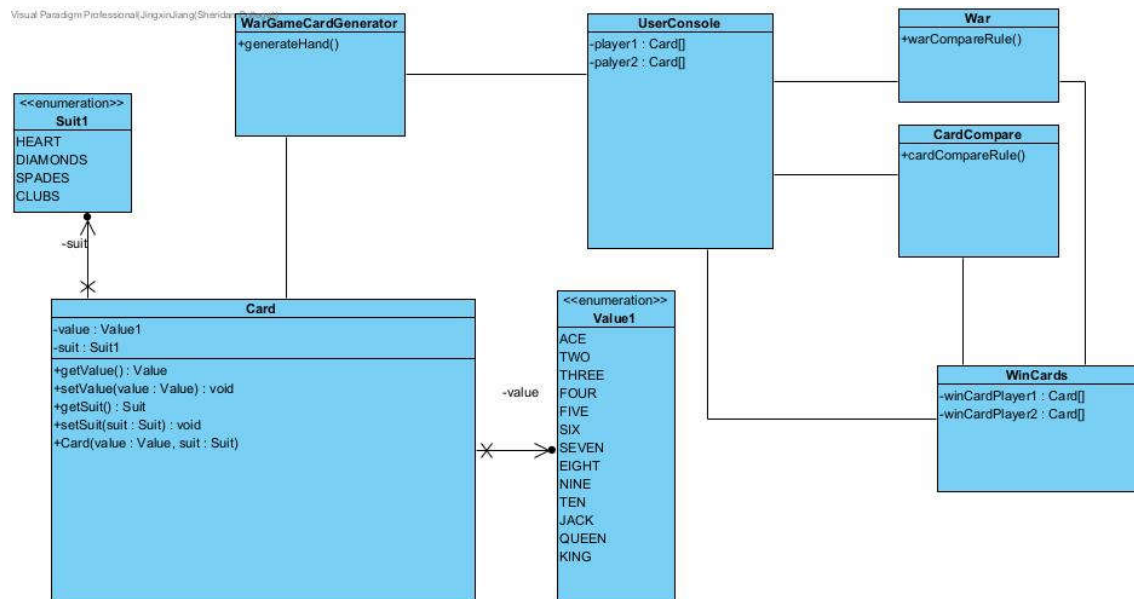 Visual Paradigm Professional(JingxinJiang(Sheridan
WarGameCardGenerator
+generateHand()
UserConsole
-player1 : Card[]
-palyer2 : Card[]
War
+warCompareRule()
<<enumeration>>
Suit1
HEART
DIAMONDS
SPADES
CLUBS
CardCompare
+cardCompareRule()
-suit
Card
-value : Value1
-suit : Suit1
+getValue() : Value
+setValue(value : Value) : void
+getSuit() : Suit
+setSuit(suit : Suit) : void
+Card(value : Value, suit : Suit)
-value
<<enumeration>>
Value1
ACE
TWO
THREE
FOUR
FIVE
SIX
SEVEN
EIGHT
NINE
TEN
JACK
QUEEN
KING
WinCards
-winCardPlayer1 : Card[]
-winCardPlayer2 : Card[]